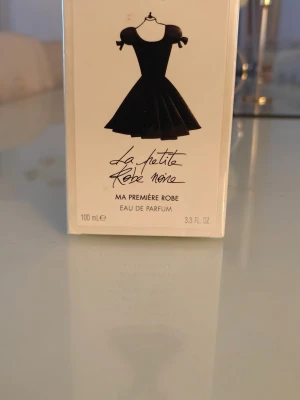 La petite
Robe noire
MA PREMIÈRE ROBE
EAU DE PARFUM
100 mL℮ 3.3 FL. OZ